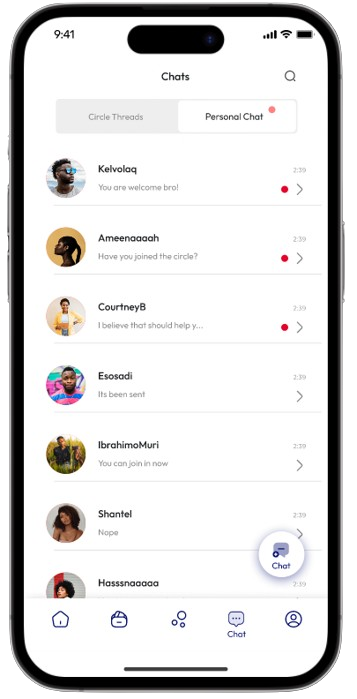 9:41
Chats
Circle Threads
Personal Chat
Kelvolaq
2:39
You are welcome bro!
Ameenaaaah
2:39
Have you joined the circle?
CourtneyB
2:39
I believe that should help y...
Esosadi
2:39
Its been sent
IbrahimoMuri
2:39
You can join in now
Shantel
2:39
Nope
Chat
Hasssnaaaaa
2:39
Chat